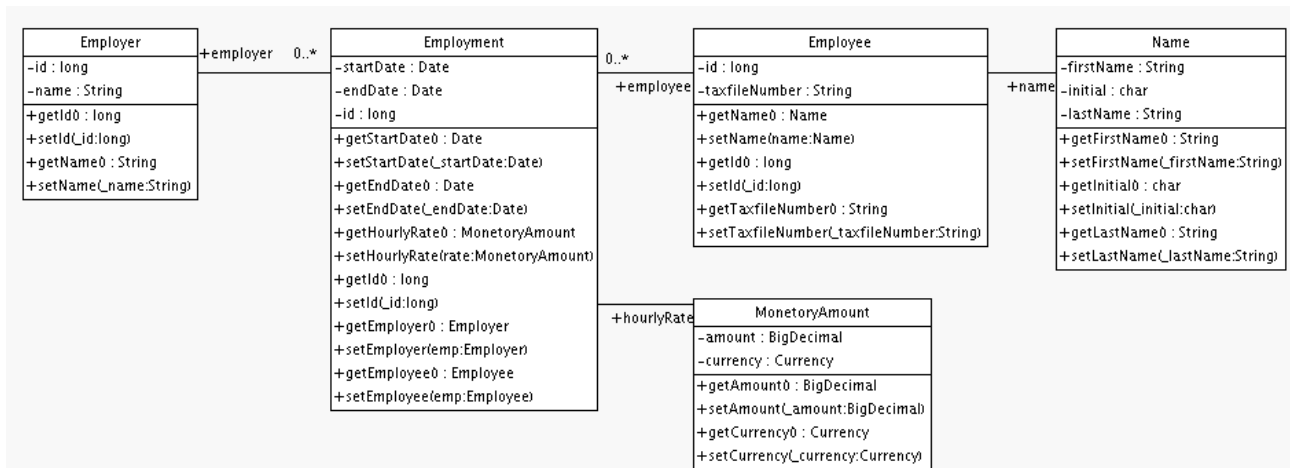 Employer
-id : long
-name : String
+getId() : long
+setId(_id:long)
+getName() : String
+setName(_name:String)
+employer 0..*
Employment
-startDate : Date
-endDate : Date
-id : long
+getStartDate() : Date
+setStartDate(_startDate:Date)
+getEndDate() : Date
+setEndDate(_endDate:Date)
+getHourlyRate() : MonetoryAmount
+setHourlyRate(rate:MonetoryAmount)
+getId() : long
+setId(_id:long)
+getEmployer() : Employer
+setEmployer(emp:Employer)
+getEmployee() : Employee
+setEmployee(emp:Employee)
0..*
+employee
Employee
-id : long
-taxfileNumber : String
+getName() : Name
+setName(name:Name)
+getId() : long
+setId(_id:long)
+getTaxfileNumber() : String
+setTaxfileNumber(_taxfileNumber:String)
+name
Name
-firstName : String
-initial : char
-lastName : String
+getFirstName() : String
+setFirstName(_firstName:String)
+getInitial() : char
+setInitial(_initial:char)
+getLastName() : String
+setLastName(_lastName:String)
+hourlyRate
MonetoryAmount
-amount : BigDecimal
-currency : Currency
+getAmount() : BigDecimal
+setAmount(_amount:BigDecimal)
+getCurrency() : Currency
+setCurrency(_currency:Currency)